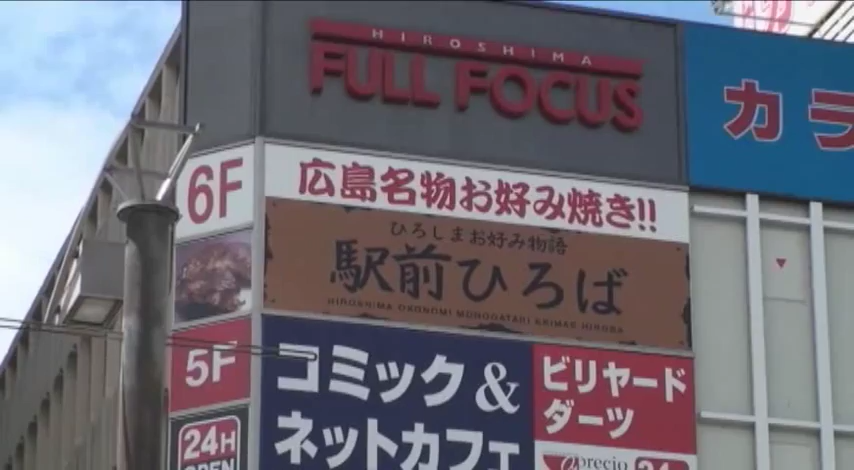 HIROSHIMA
FULL FOCUS
カラ
6F
広島名物お好み焼き!!
ひろしまお好み物語
駅前ひろば
HIROSHIMA OKONOMI MONOGATARI EKIMAE HIROBA
5F
コミック&
ネットカフェ
ビリヤード
ダーツ
24H
OPEN
aprecio
24